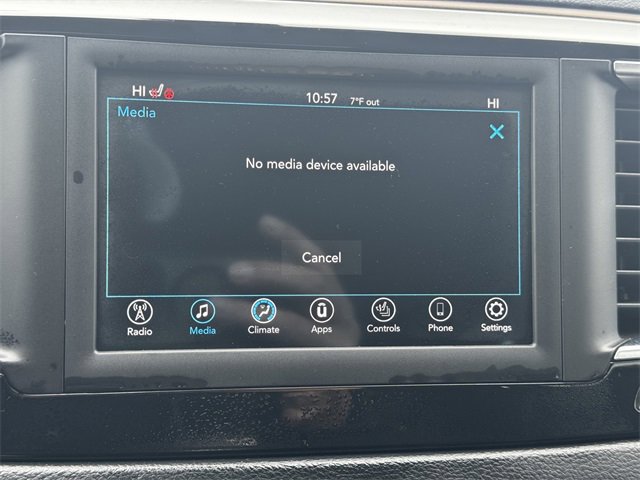 HI 10:57 7°F out HI
Media
No media device available
Cancel
Radio Media Climate Apps Controls Phone Settings